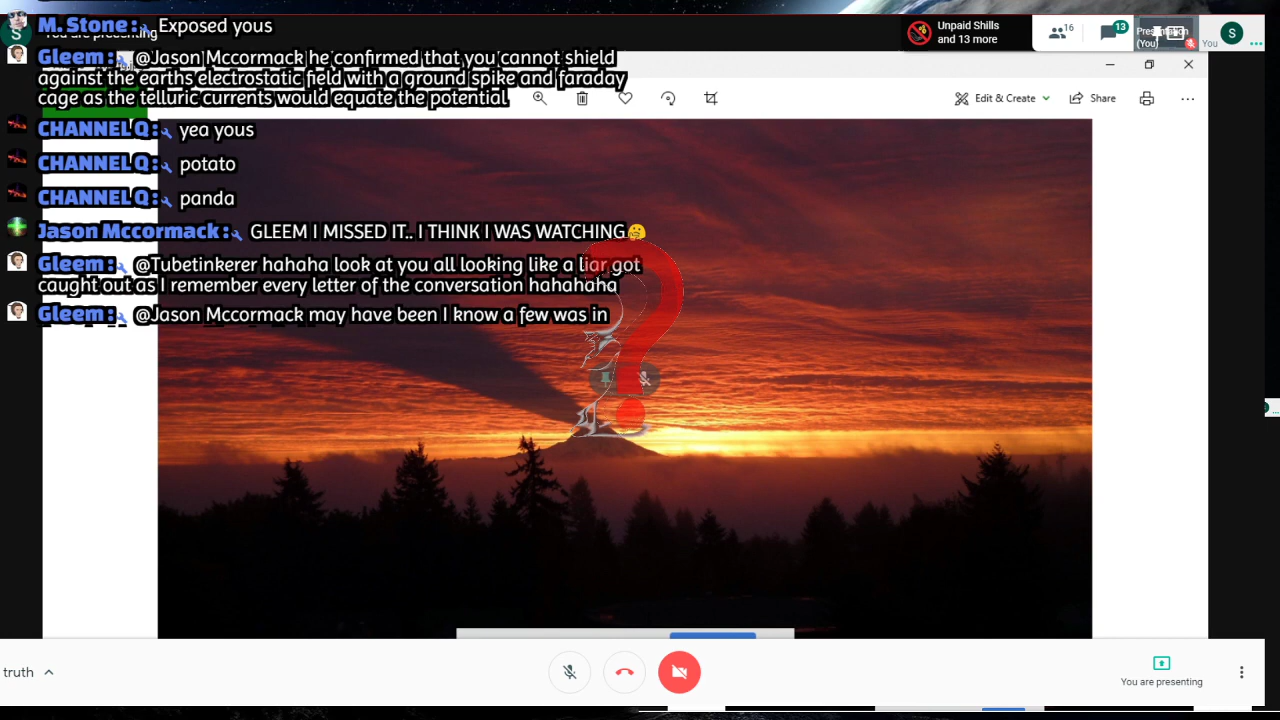 M. Stone : Exposed yous
You are presenting
Unpaid Shills
and 13 more
16
13
Presentation
(You)
You
S
Gleem : @Jason Mccormack he confirmed that you cannot shield
against the earths electrostatic field with a ground spike and faraday
cage as the telluric currents would equate the potential
Edit & Create
Share
CHANNEL Q : yea yous
CHANNEL Q : potato
CHANNEL Q : panda
Jason Mccormack : GLEEM I MISSED IT.. I THINK I WAS WATCHING
Gleem : @Tubetinkerer hahaha look at you all looking like a liar got
caught out as I remember every letter of the conversation hahahaha
Gleem : @Jason Mccormack may have been I know a few was in
?
truth
You are presenting